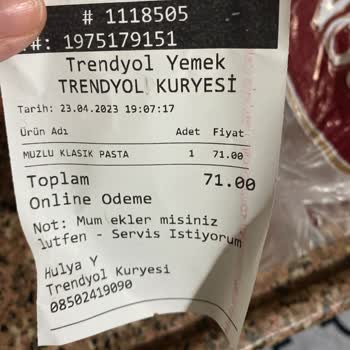 # 1118505
#: 1975179151
Trendyol Yemek
TRENDYOL KURYESİ
Tarih: 23.04.2023 19:07:17
Ürün Adı Adet Fiyat
MUZLU KLASIK PASTA 1 71.00
Toplam 71.00
Online Odeme
Not: Mum ekler misiniz
lutfen - Servis Istiyorum
Hulya Y
Trendyol Kuryesi
08502419090